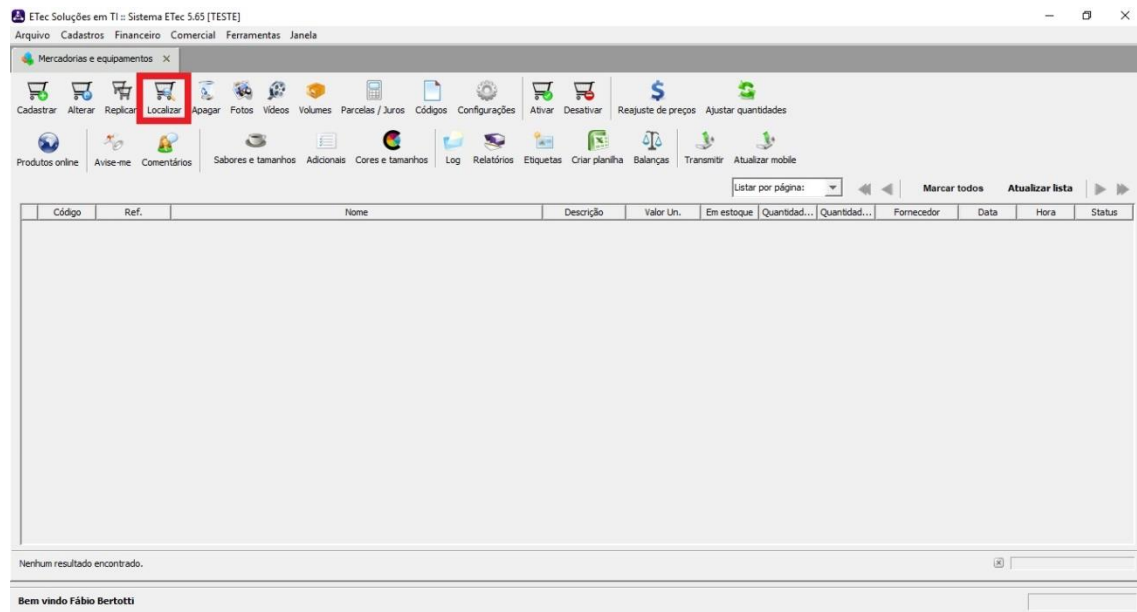 ETec Soluções em TI :: Sistema ETec 5.65 [TESTE]
Arquivo Cadastros Financeiro Comercial Ferramentas Janela
Mercadorias e equipamentos
Cadastrar Alterar Replicar Localizar Apagar Fotos Vídeos Volumes Parcelas / Juros Códigos Configurações Ativar Desativar Reajuste de preços Ajustar quantidades
Produtos online Avise-me Comentários Sabores e tamanhos Adicionais Cores e tamanhos Log Relatórios Etiquetas Criar planilha Balanças Transmitir Atualizar mobile
Listar por página: Marcar todos Atualizar lista
Código Ref. Nome Descrição Valor Un. Em estoque Quantidad... Quantidad... Fornecedor Data Hora Status
Nenhum resultado encontrado.
Bem vindo Fábio Bertotti